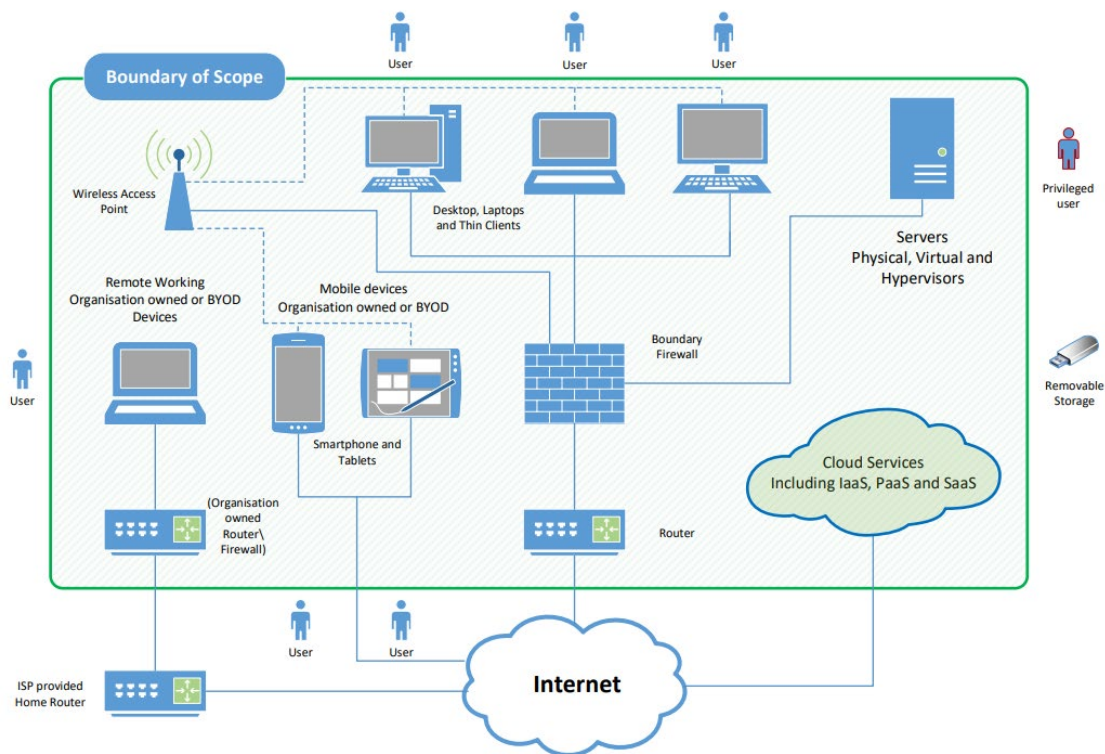 User
User
User
Boundary of Scope
Wireless Access
Point
Desktop, Laptops
and Thin Clients
Privileged
user
Servers
Physical, Virtual and
Hypervisors
Remote Working
Organisation owned or BYOD
Devices
Mobile devices
Organisation owned or BYOD
Boundary
Firewall
User
Removable
Storage
Smartphone and
Tablets
Cloud Services
Including IaaS, PaaS and SaaS
(Organisation
owned
Router\
Firewall)
Router
User
User
ISP provided
Home Router
Internet